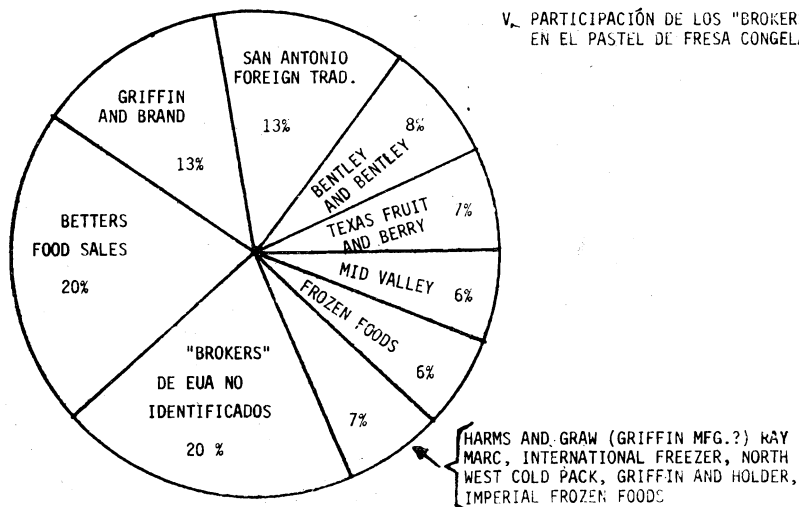 V. PARTICIPACIÓN DE LOS "BROKER
EN EL PASTEL DE FRESA CONGELA
SAN ANTONIO
FOREIGN TRAD.
13%
GRIFFIN
AND BRAND
13%
8%
BENTLEY
AND BENTLEY
TEXAS FRUIT
AND BERRY
7%
BETTERS
FOOD SALES
20%
MID VALLEY
6%
FROZEN FOODS
6%
"BROKERS"
DE EUA NO
IDENTIFICADOS
20 %
7%
HARMS AND GRAW (GRIFFIN MFG.?) RAY
MARC, INTERNATIONAL FREEZER, NORTH
WEST COLD PACK, GRIFFIN AND HOLDER,
IMPERIAL FROZEN FOODS